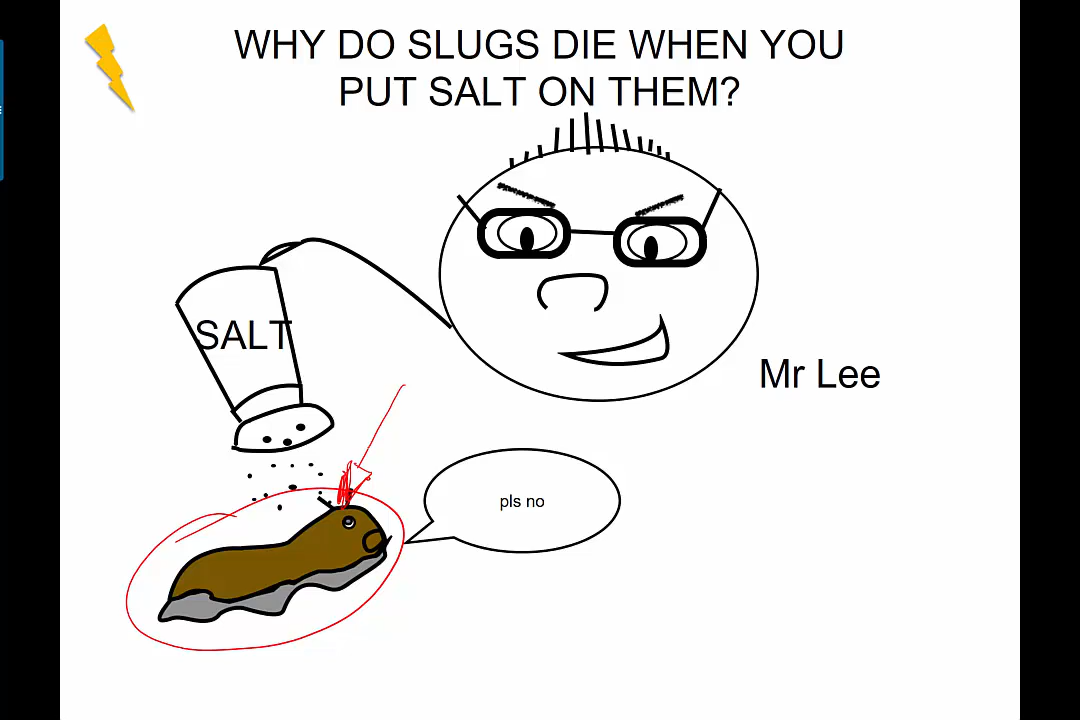 WHY DO SLUGS DIE WHEN YOU
PUT SALT ON THEM?
SALT
Mr Lee
pls no